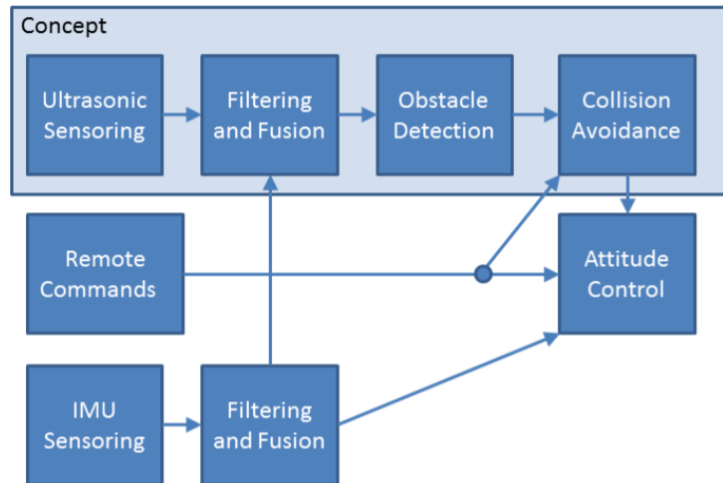 Concept
Ultrasonic
Sensoring
Filtering
and Fusion
Obstacle
Detection
Collision
Avoidance
Remote
Commands
Attitude
Control
IMU
Sensoring
Filtering
and Fusion